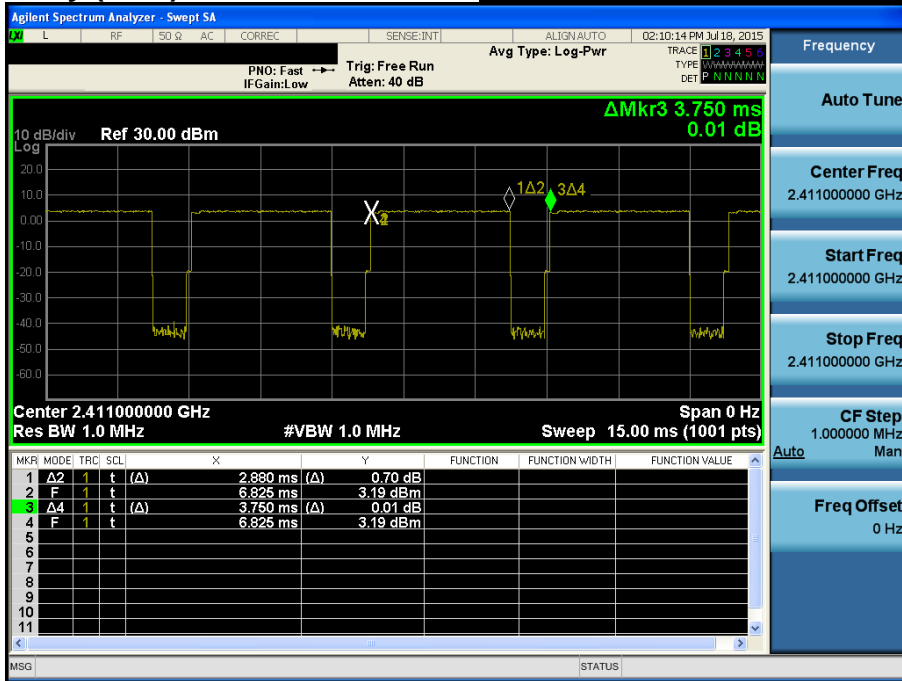 Agilent Spectrum Analyzer - Swept SA
LXI L RF 50 Ω AC CORREC SENSE:INT ALIGNAUTO 02:10:14 PM Jul 18, 2015
Frequency
Avg Type: Log-Pwr
TRACE 1 2 3 4 5 6
TYPE
DET P N N N N N
PNO: Fast
IFGain:Low
Trig: Free Run
Atten: 40 dB
Auto Tune
ΔMkr3 3.750 ms
0.01 dB
10 dB/div Ref 30.00 dBm
Log
20.0
10.0
0.00
-10.0
-20.0
-30.0
-40.0
-50.0
-60.0
1Δ2 3Δ4
X2
Center Freq
2.411000000 GHz
Start Freq
2.411000000 GHz
Stop Freq
2.411000000 GHz
Center 2.411000000 GHz Span 0 Hz
Res BW 1.0 MHz #VBW 1.0 MHz Sweep 15.00 ms (1001 pts)
CF Step
1.000000 MHz
Auto Man
MKR MODE TRC SCL X Y FUNCTION FUNCTION WIDTH FUNCTION VALUE
1 Δ2 1 t (Δ) 2.880 ms (Δ) 0.70 dB
2 F 1 t 6.825 ms 3.19 dBm
3 Δ4 1 t (Δ) 3.750 ms (Δ) 0.01 dB
4 F 1 t 6.825 ms 3.19 dBm
5
6
7
8
9
10
11
Freq Offset
0 Hz
MSG STATUS